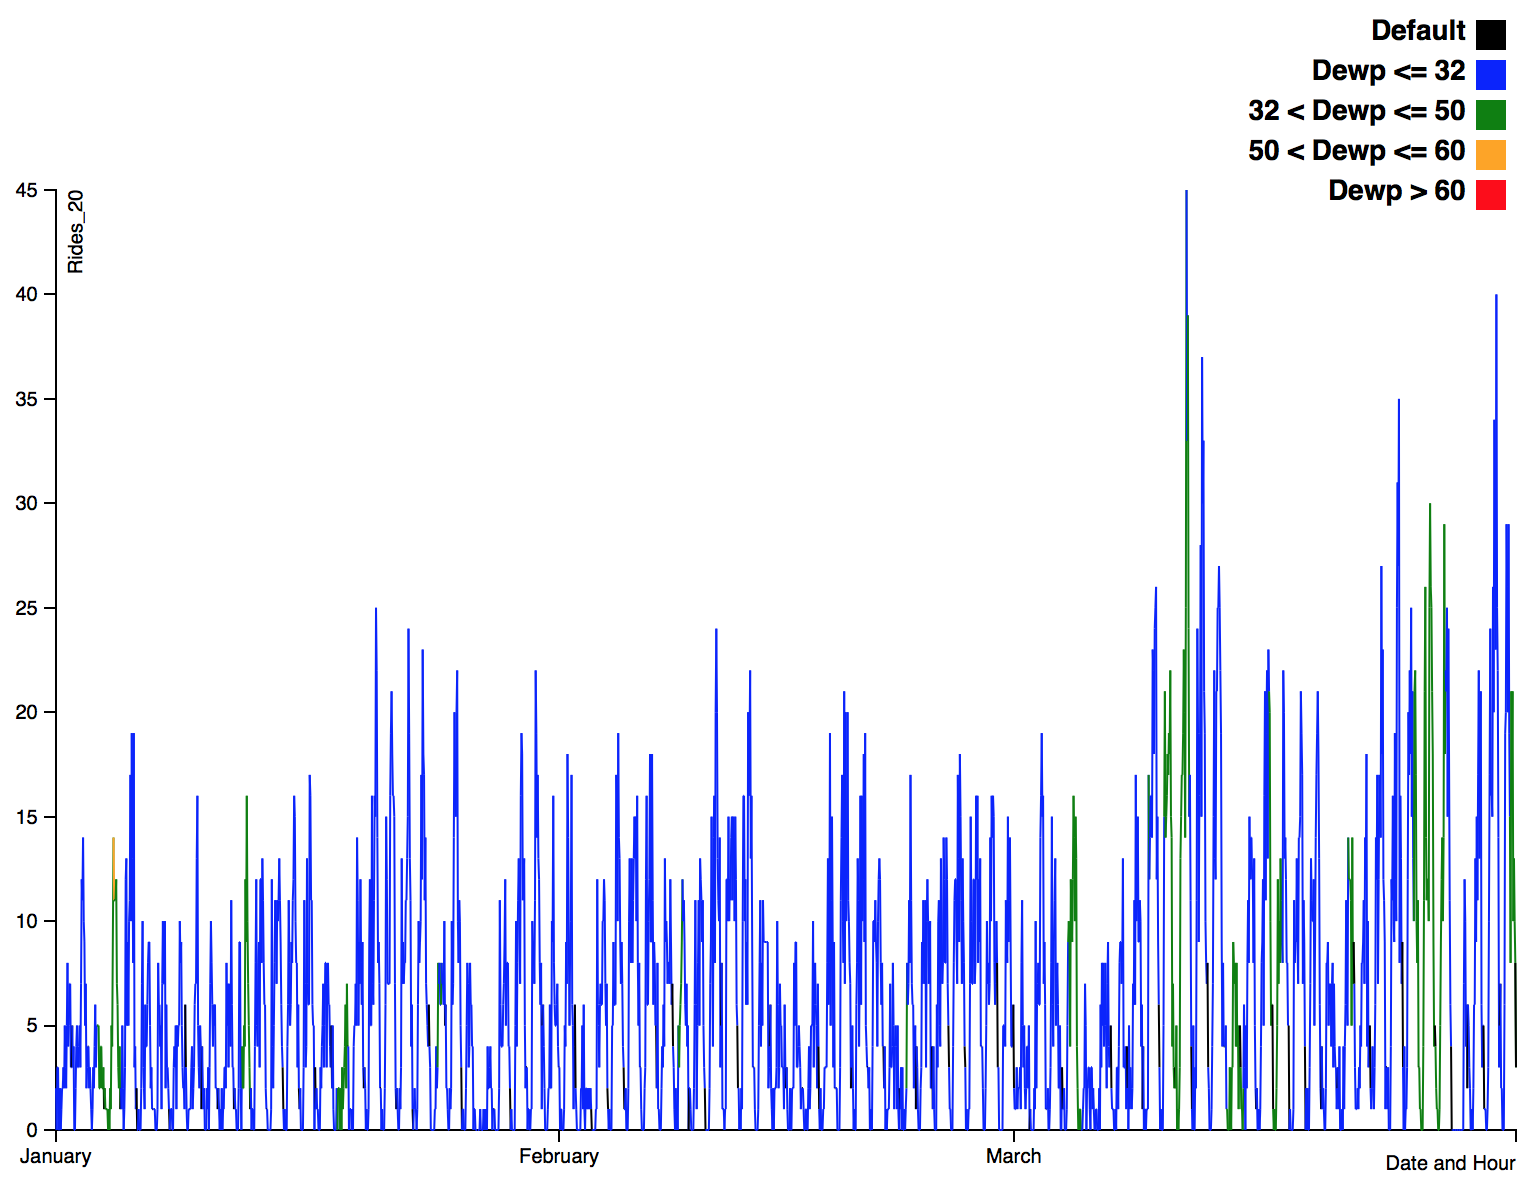 Default
Dewp <= 32
32 < Dewp <= 50
50 < Dewp <= 60
Dewp > 60
Rides_20
45
40
35
30
25
20
15
10
5
0
January
February
March
Date and Hour